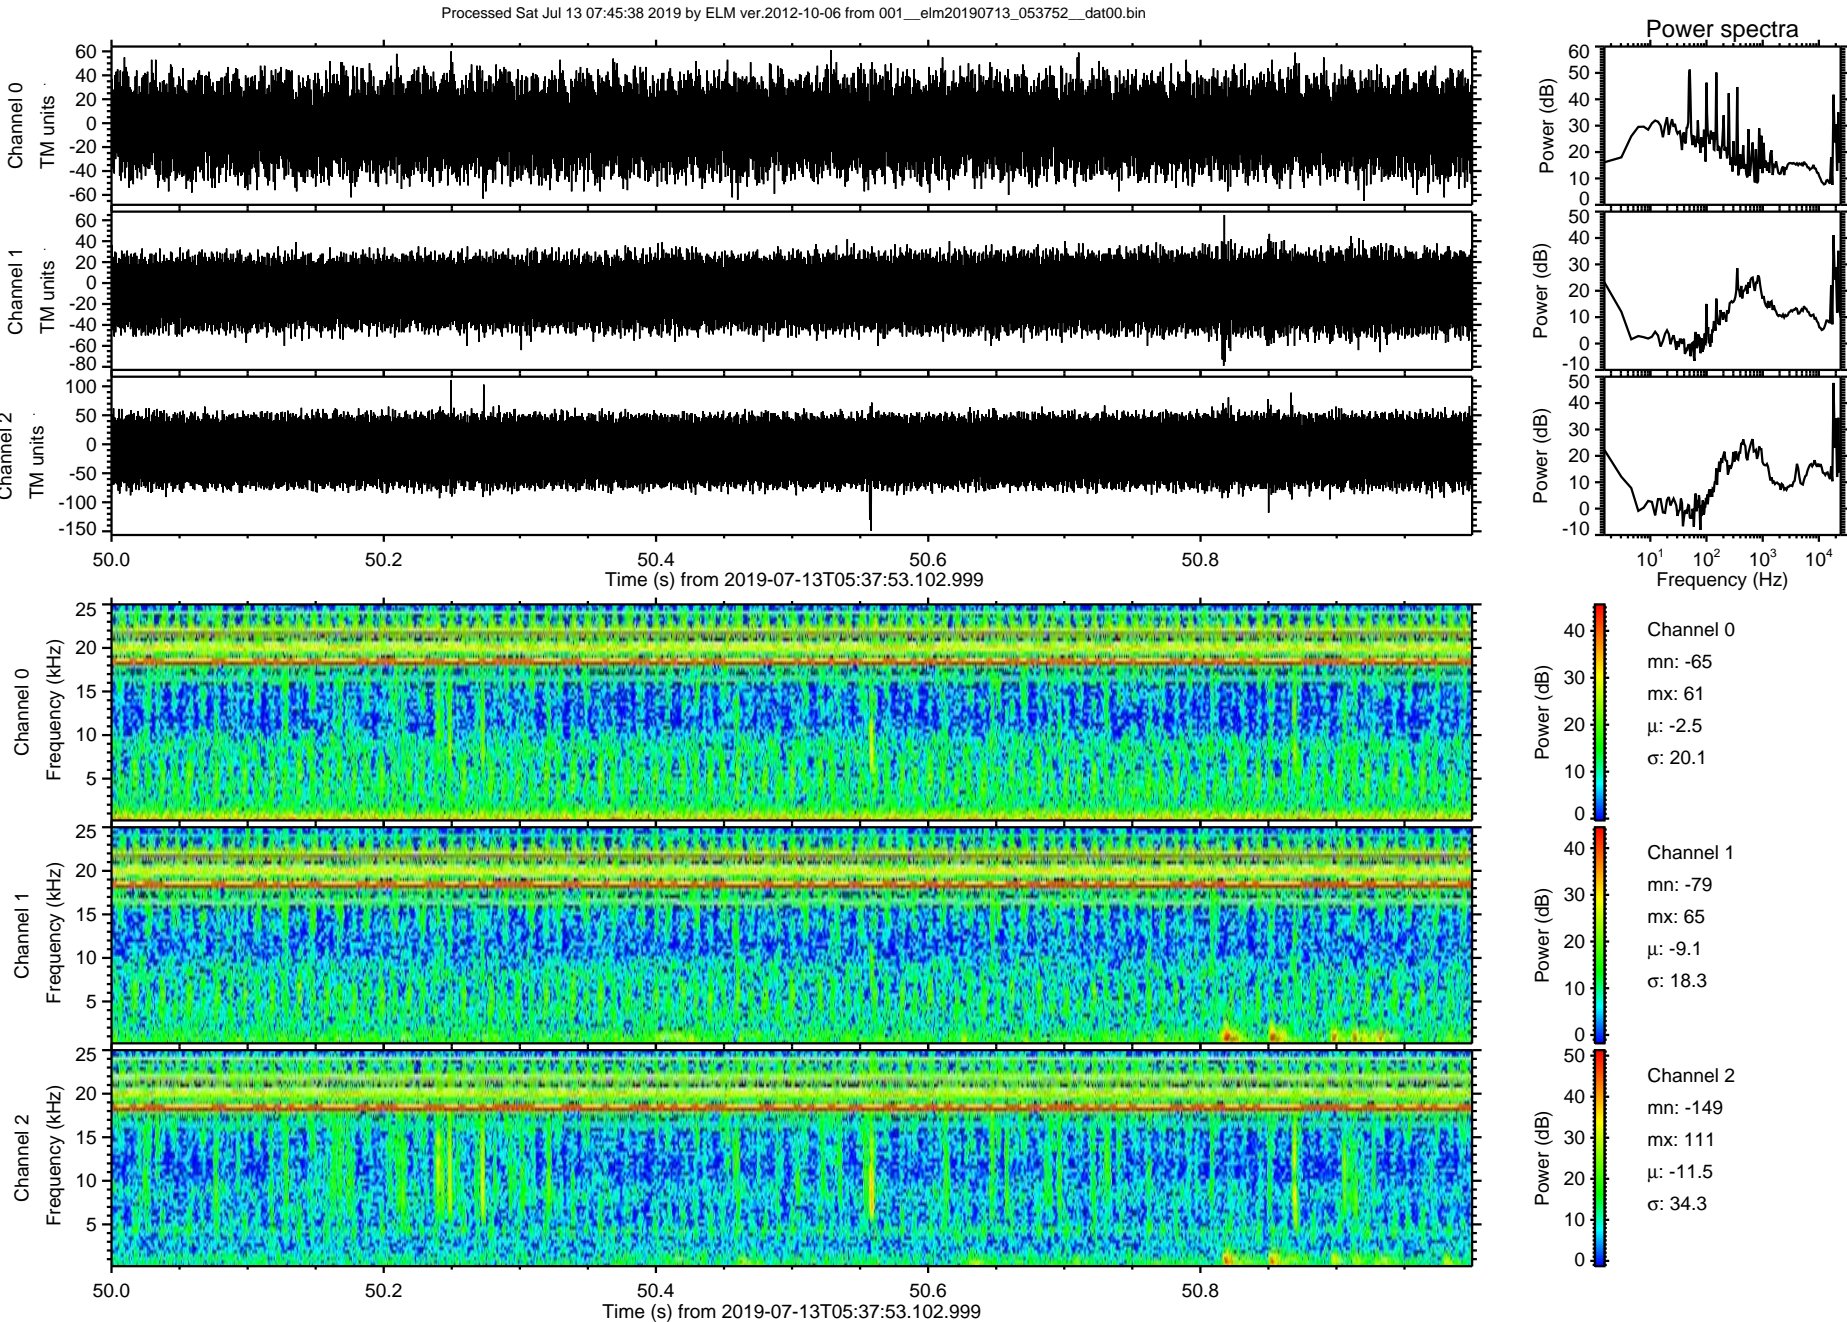 Processed Sat Jul 13 07:45:38 2019 by ELM ver.2012-10-06 from 001__elm20190713_053752__dat00.bin
Power spectra
Channel 0
TM units
60
40
20
0
-20
-40
-60
Power (dB)
60
50
40
30
20
10
0
Channel 1
TM units
60
40
20
0
-20
-40
-60
-80
Power (dB)
50
40
30
20
10
0
-10
Channel 2
TM units
100
50
0
-50
-100
-150
Power (dB)
50
40
30
20
10
0
-10
50.0 50.2 50.4 50.6 50.8
Time (s) from 2019-07-13T05:37:53.102.999
10¹ 10² 10³ 10⁴
Frequency (Hz)
Channel 0
Frequency (kHz)
25
20
15
10
5
Power (dB)
40
30
20
10
0
Channel 0
mn: -65
mx: 61
μ: -2.5
σ: 20.1
Channel 1
Frequency (kHz)
25
20
15
10
5
Power (dB)
40
30
20
10
0
Channel 1
mn: -79
mx: 65
μ: -9.1
σ: 18.3
Channel 2
Frequency (kHz)
25
20
15
10
5
Power (dB)
50
40
30
20
10
0
Channel 2
mn: -149
mx: 111
μ: -11.5
σ: 34.3
50.0 50.2 50.4 50.6 50.8
Time (s) from 2019-07-13T05:37:53.102.999